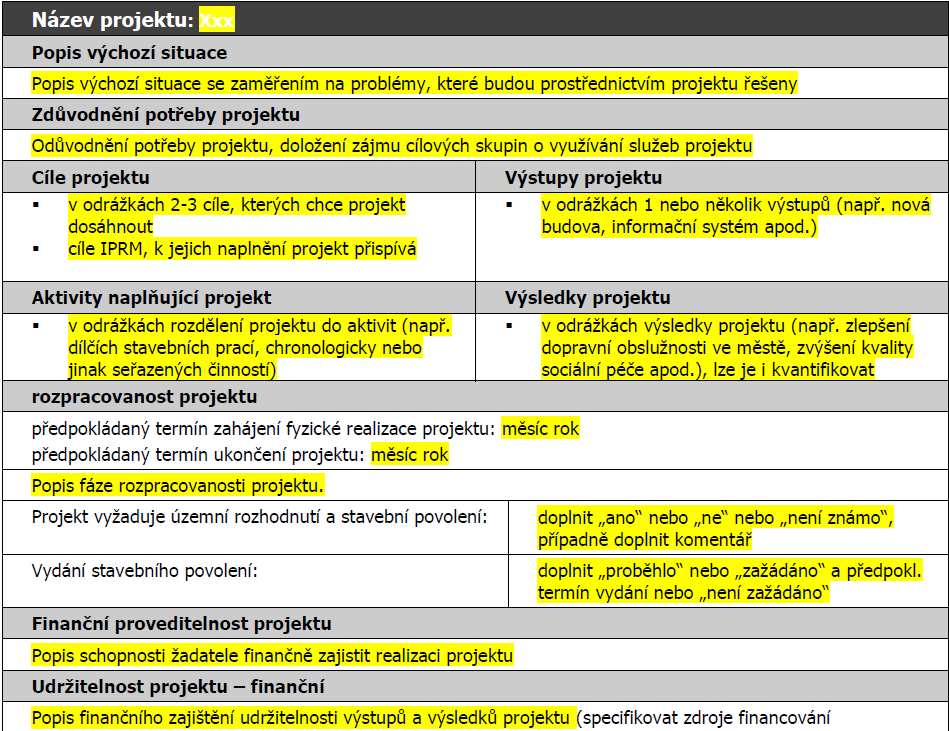 Název projektu: Xxx
Popis výchozí situace
Popis výchozí situace se zaměřením na problémy, které budou prostřednictvím projektu řešeny
Zdůvodnění potřeby projektu
Odůvodnění potřeby projektu, doložení zájmu cílových skupin o využívání služeb projektu
Cíle projektu
▪ v odrážkách 2-3 cíle, kterých chce projekt
dosáhnout
▪ cíle IPRM, k jejich naplnění projekt přispívá
Výstupy projektu
▪ v odrážkách 1 nebo několik výstupů (např. nová
budova, informační systém apod.)
Aktivity naplňující projekt
▪ v odrážkách rozdělení projektu do aktivit (např.
dílčích stavebních prací, chronologicky nebo
jinak seřazených činností)
Výsledky projektu
▪ v odrážkách výsledky projektu (např. zlepšení
dopravní obslužnosti ve městě, zvýšení kvality
sociální péče apod.), lze je i kvantifikovat
rozpracovanost projektu
předpokládaný termín zahájení fyzické realizace projektu: měsíc rok
předpokládaný termín ukončení projektu: měsíc rok
Popis fáze rozpracovanosti projektu.
Projekt vyžaduje územní rozhodnutí a stavební povolení:
doplnit „ano“ nebo „ne“ nebo „není známo“,
případně doplnit komentář
Vydání stavebního povolení:
doplnit „proběhlo“ nebo „zažádáno“ a předpokl.
termín vydání nebo „není zažádáno“
Finanční proveditelnost projektu
Popis schopnosti žadatele finančně zajistit realizaci projektu
Udržitelnost projektu – finanční
Popis finančního zajištění udržitelnosti výstupů a výsledků projektu (specifikovat zdroje financování